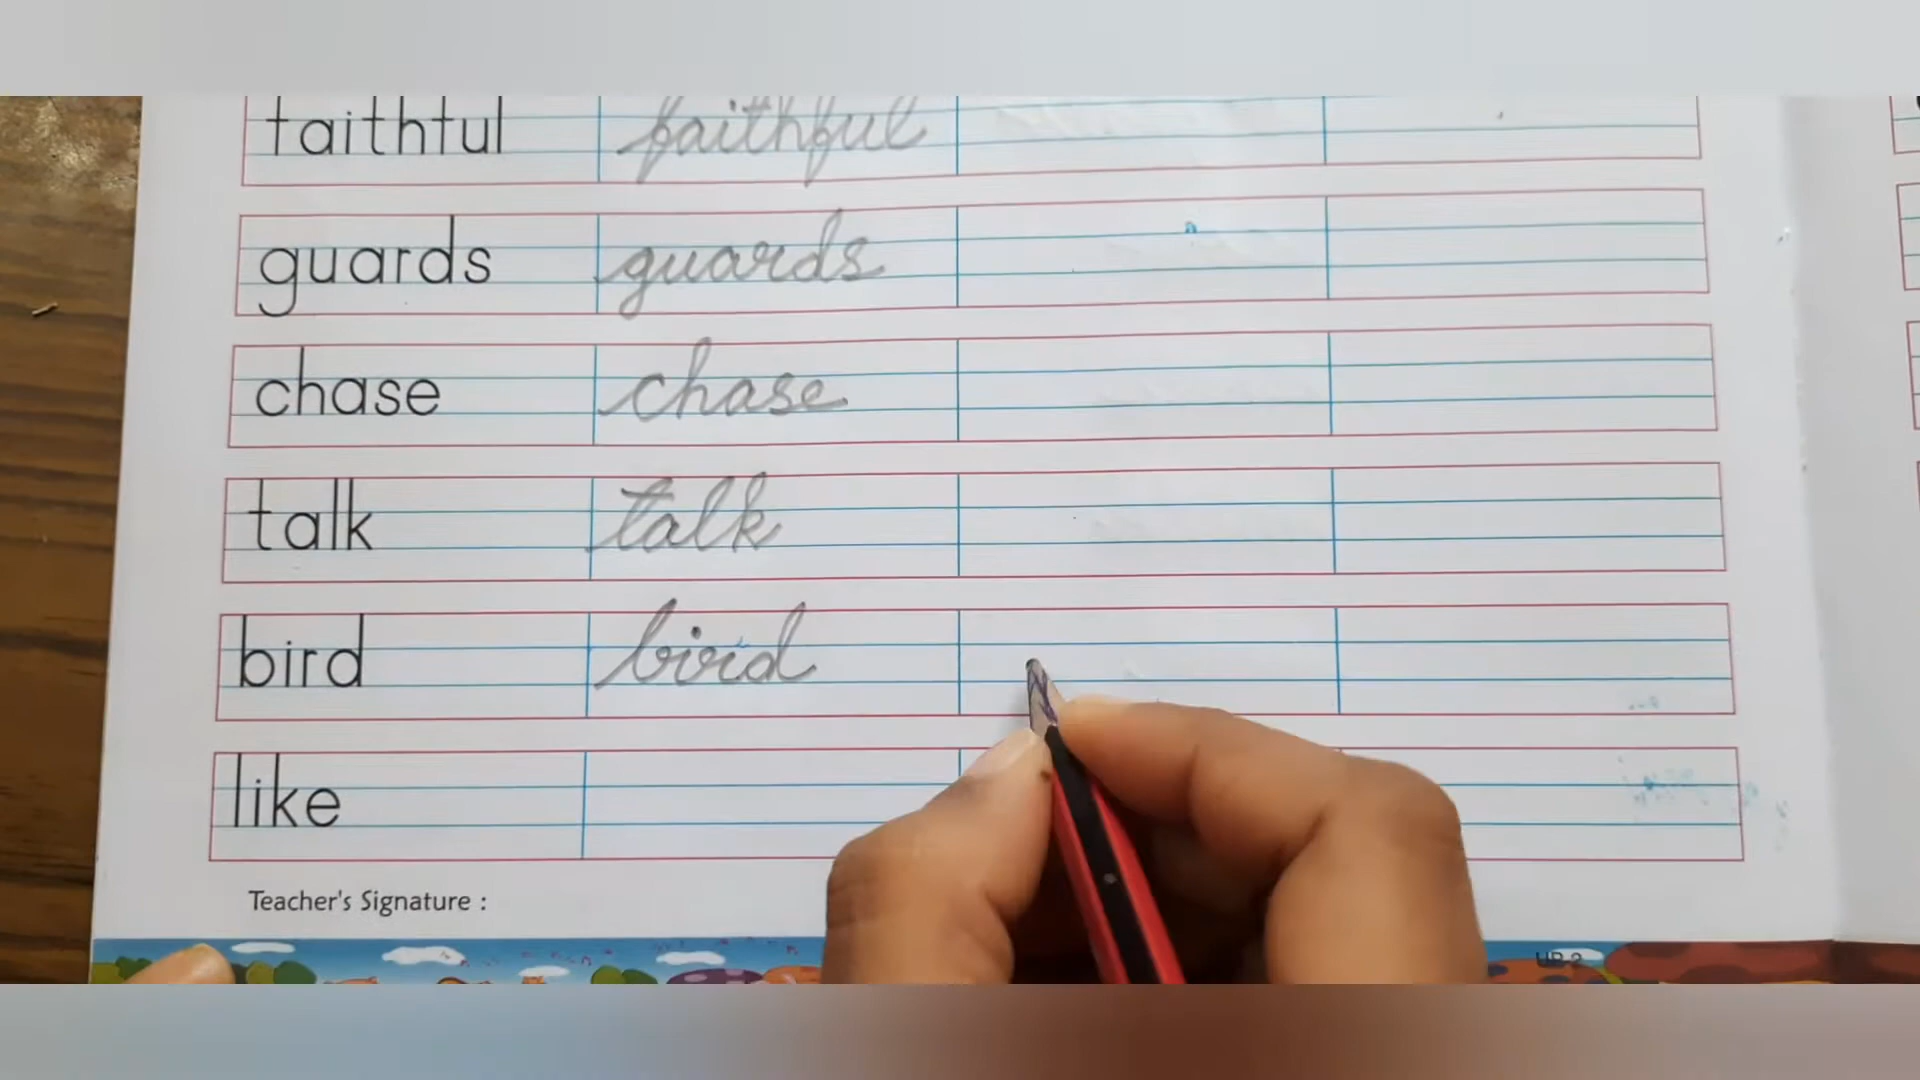 faithful faithful
guards guards
chase chase
talk talk
bird bird
like
Teacher's Signature :